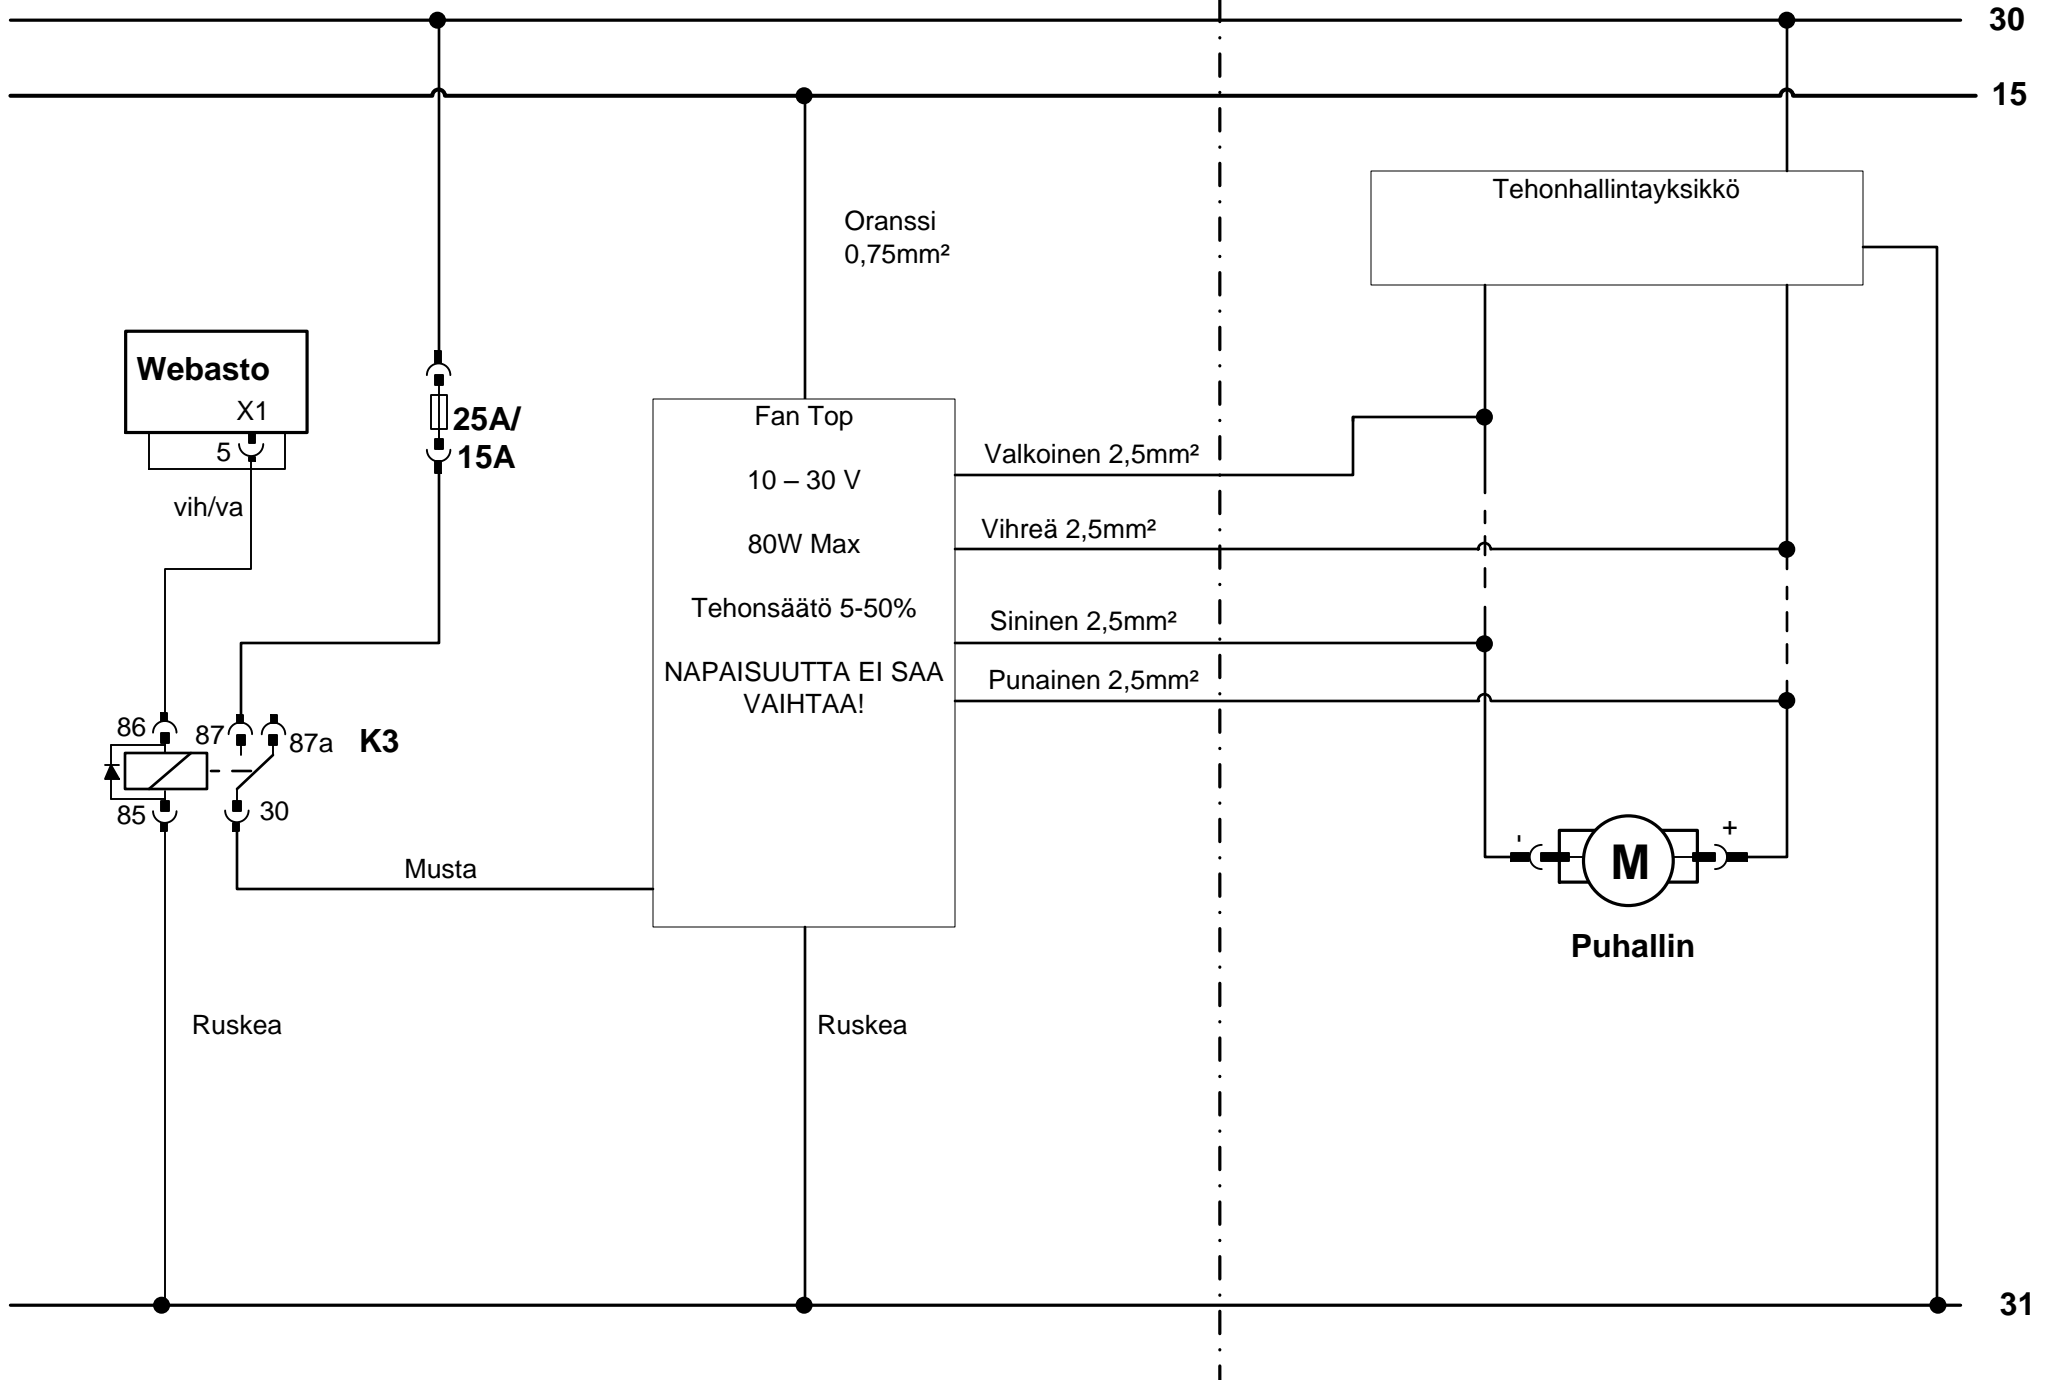 30
15
Tehonhallintayksikkö
Oranssi
0,75mm²
Webasto
X1
5
vih/va
25A/
15A
Fan Top
10 – 30 V
80W Max
Tehonsäätö 5-50%
NAPAISUUTTA EI SAA
VAIHTAA!
Valkoinen 2,5mm²
Vihreä 2,5mm²
Sininen 2,5mm²
Punainen 2,5mm²
86
87
87a
K3
85
30
Musta
-
+
M
Puhallin
Ruskea
Ruskea
31